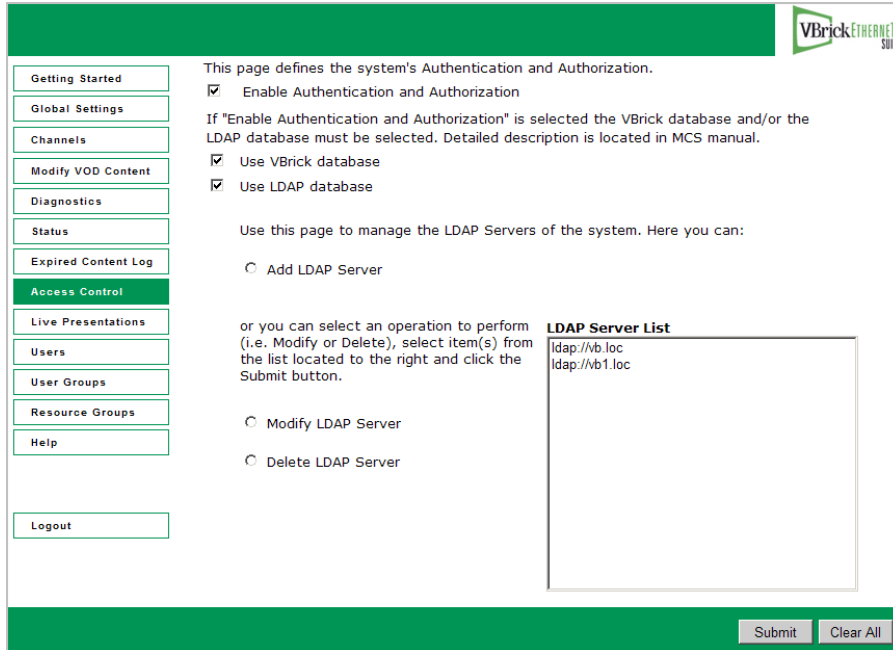 VBrick ETHERNET
SUI
Getting Started
Global Settings
Channels
Modify VOD Content
Diagnostics
Status
Expired Content Log
Access Control
Live Presentations
Users
User Groups
Resource Groups
Help
Logout
This page defines the system's Authentication and Authorization.
Enable Authentication and Authorization
If "Enable Authentication and Authorization" is selected the VBrick database and/or the
LDAP database must be selected. Detailed description is located in MCS manual.
Use VBrick database
Use LDAP database
Use this page to manage the LDAP Servers of the system. Here you can:
Add LDAP Server
or you can select an operation to perform
(i.e. Modify or Delete), select item(s) from
the list located to the right and click the
Submit button.
Modify LDAP Server
Delete LDAP Server
LDAP Server List
ldap://vb.loc
ldap://vb1.loc
Submit
Clear All